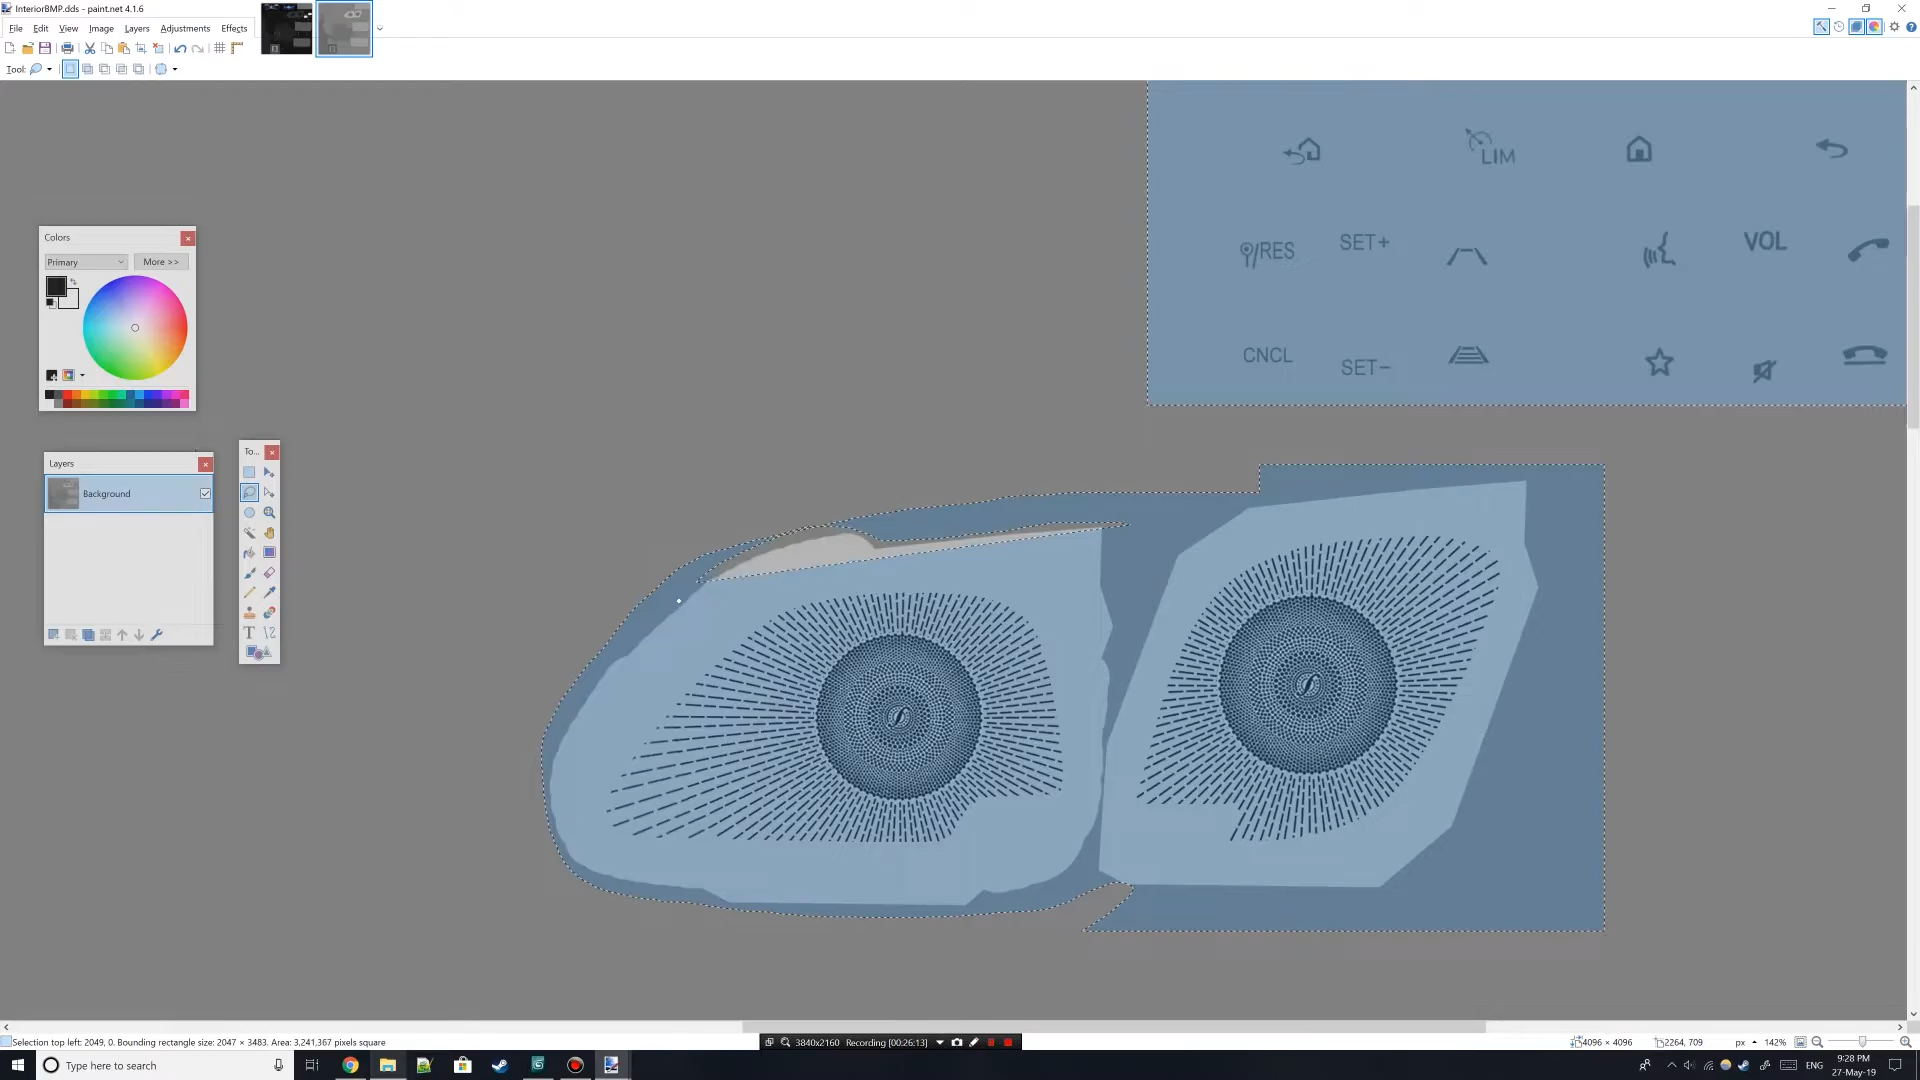 InteriorBMP.dds - paint.net 4.1.6
File Edit View Image Layers Adjustments Effects
Tool:
LIM
/RES SET+ VOL
CNCL SET−
Colors
Primary More >>
Layers
Background
To...
Selection top left: 2049, 0. Bounding rectangle size: 2047 × 3483. Area: 3,241,367 pixels square
3840x2160 Recording [00:26:13]
4096 × 4096 2264, 709 px 142%
Type here to search
ENG
9:28 PM
27-May-19